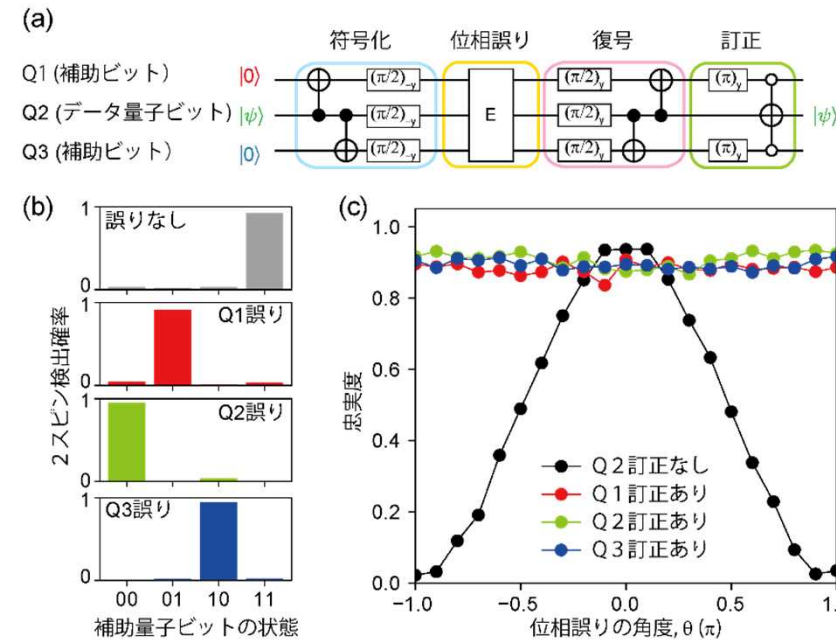 (a)
符号化 位相誤り 復号 訂正
Q1 (補助ビット) |0⟩ (π/2)₋y (π/2)y (π)y
Q2 (データ量子ビット) |ψ⟩ (π/2)₋y E (π/2)y |ψ⟩
Q3 (補助ビット) |0⟩ (π/2)₋y (π/2)y (π)y
(b)
2スピン検出確率
1
誤りなし
0
1
Q1誤り
0
1
Q2誤り
0
1
Q3誤り
0
00 01 10 11
補助量子ビットの状態
(c)
忠実度
1.0
0.8
0.6
0.4
0.2
0.0
Q2訂正なし
Q1訂正あり
Q2訂正あり
Q3訂正あり
−1.0 −0.5 0.0 0.5 1.0
位相誤りの角度, θ (π)